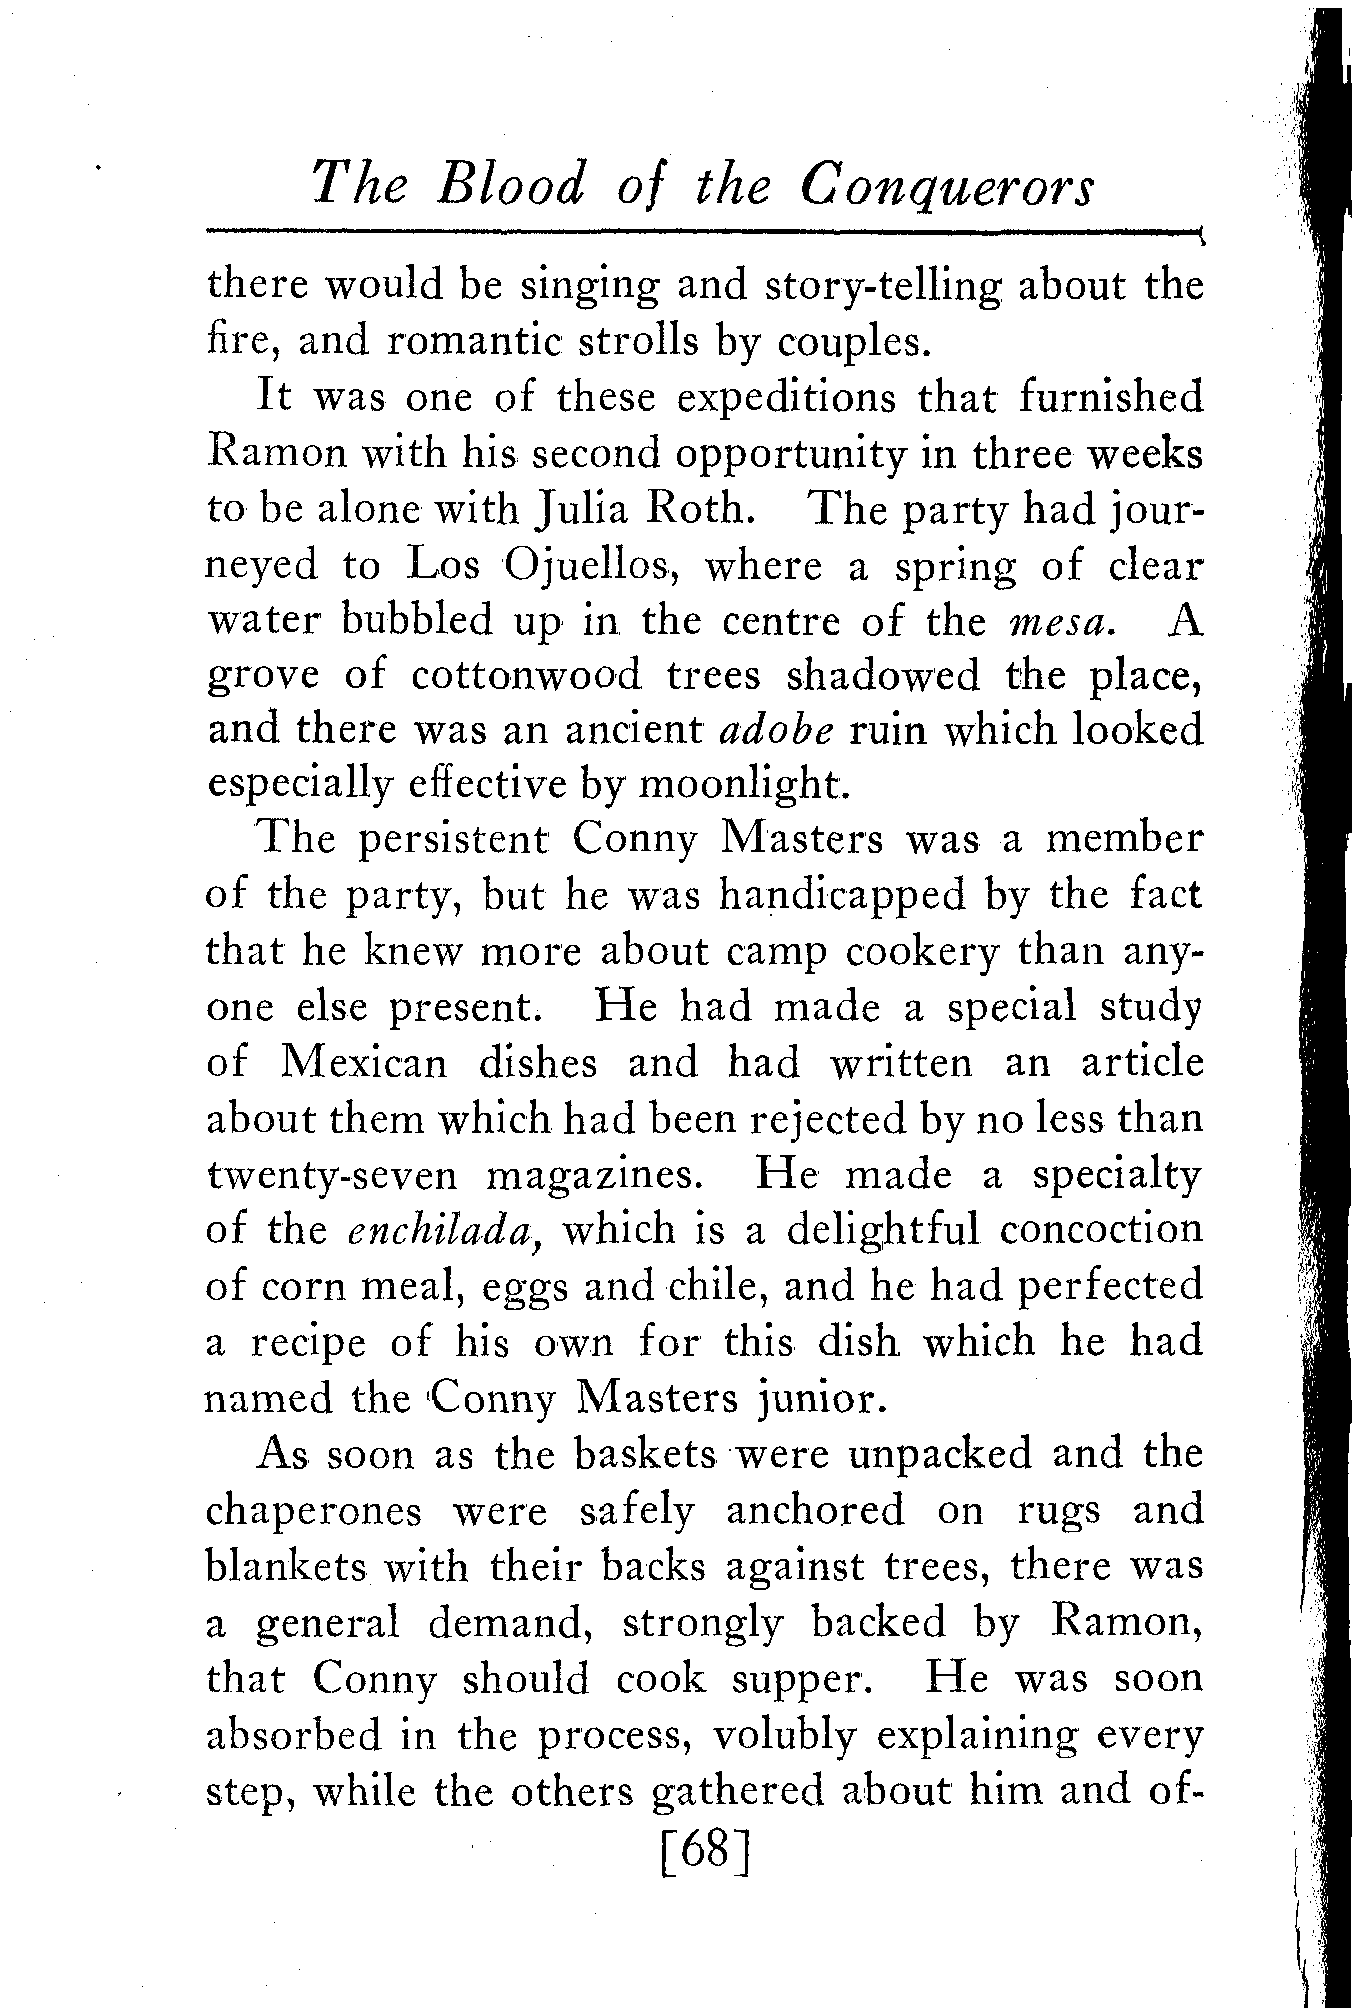 The Blood of the Conquerors
there would be singing and story-telling about the
fire, and romantic strolls by couples.
It was one of these expeditions that furnished
Ramon with his second opportunity in three weeks
to be alone with Julia Roth. The party had jour-
neyed to Los Ojuellos, where a spring of clear
water bubbled up in the centre of the mesa. A
grove of cottonwood trees shadowed the place,
and there was an ancient adobe ruin which looked
especially effective by moonlight.
The persistent Conny Masters was a member
of the party, but he was handicapped by the fact
that he knew more about camp cookery than any-
one else present. He had made a special study
of Mexican dishes and had written an article
about them which had been rejected by no less than
twenty-seven magazines. He made a specialty
of the enchilada, which is a delightful concoction
of corn meal, eggs and chile, and he had perfected
a recipe of his own for this dish which he had
named the Conny Masters junior.
As soon as the baskets were unpacked and the
chaperones were safely anchored on rugs and
blankets with their backs against trees, there was
a general demand, strongly backed by Ramon,
that Conny should cook supper. He was soon
absorbed in the process, volubly explaining every
step, while the others gathered about him and of-
[68]